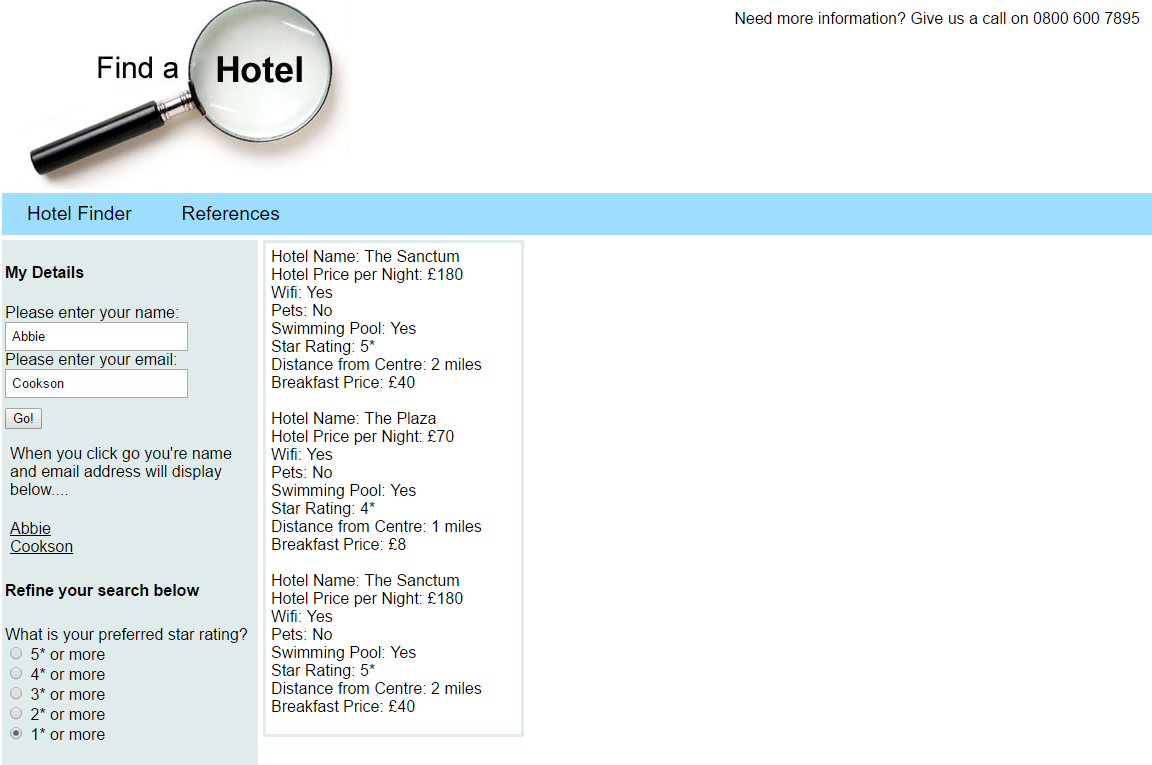 Need more information? Give us a call on 0800 600 7895
Find a Hotel
Hotel Finder References
My Details
Please enter your name:
Abbie
Please enter your email:
Cookson
Go!
When you click go you're name
and email address will display
below....
Abbie
Cookson
Refine your search below
What is your preferred star rating?
5* or more
4* or more
3* or more
2* or more
1* or more
Hotel Name: The Sanctum
Hotel Price per Night: £180
Wifi: Yes
Pets: No
Swimming Pool: Yes
Star Rating: 5*
Distance from Centre: 2 miles
Breakfast Price: £40
Hotel Name: The Plaza
Hotel Price per Night: £70
Wifi: Yes
Pets: No
Swimming Pool: Yes
Star Rating: 4*
Distance from Centre: 1 miles
Breakfast Price: £8
Hotel Name: The Sanctum
Hotel Price per Night: £180
Wifi: Yes
Pets: No
Swimming Pool: Yes
Star Rating: 5*
Distance from Centre: 2 miles
Breakfast Price: £40